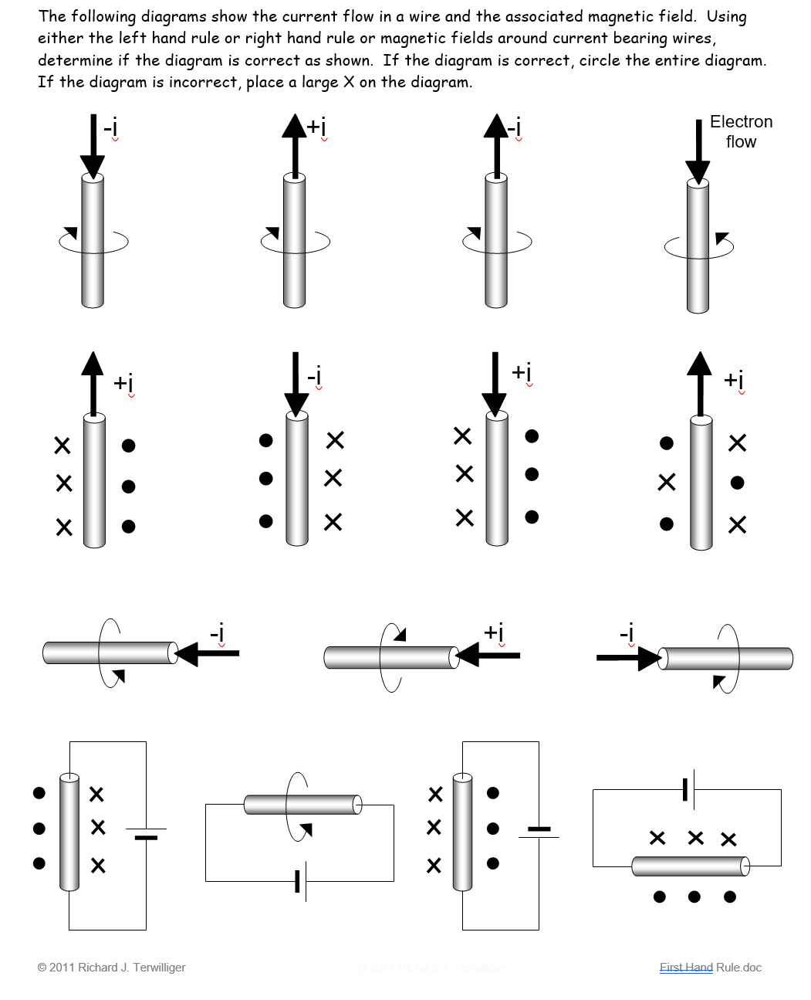 The following diagrams show the current flow in a wire and the associated magnetic field.  Using
either the left hand rule or right hand rule or magnetic fields around current bearing wires,
determine if the diagram is correct as shown.  If the diagram is correct, circle the entire diagram.
If the diagram is incorrect, place a large X on the diagram.
-i
+i
-i
Electron
flow
+i
-i
+i
+i
-i
+i
-i
© 2011 Richard J. Terwilliger
© 2011 Richard J. Terwilliger
First Hand Rule.doc